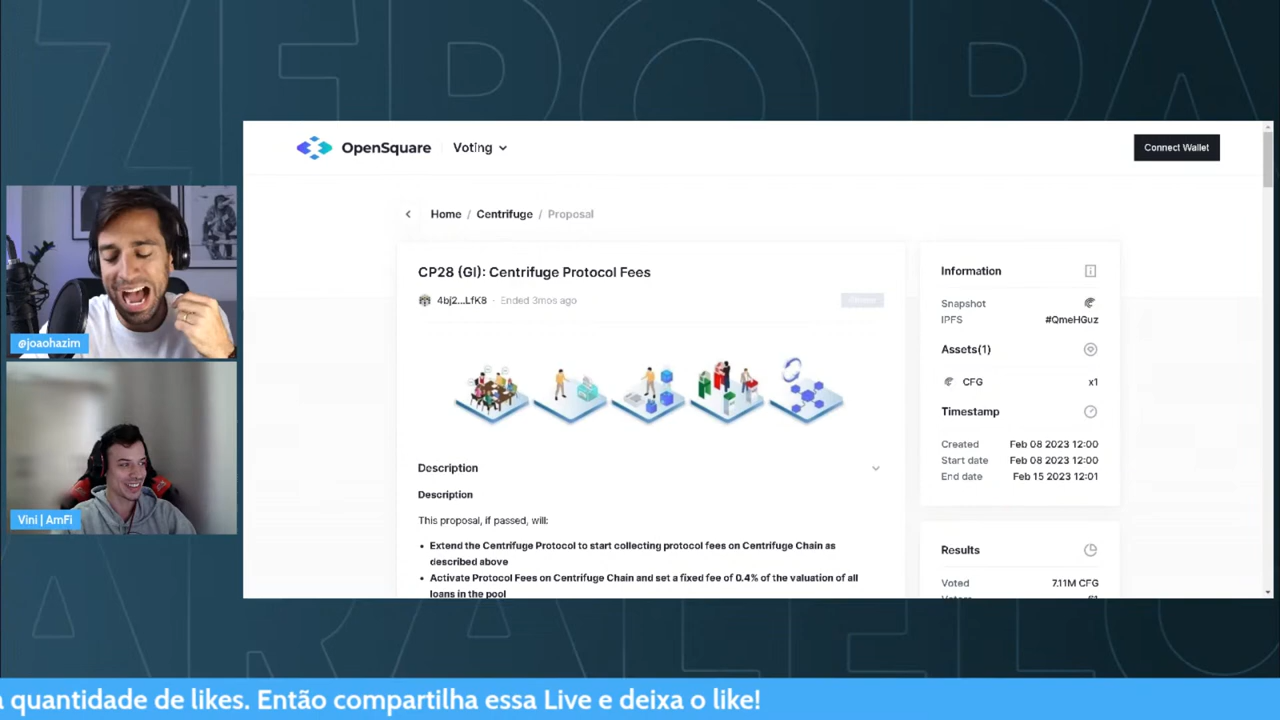 ZERO PA
OpenSquare
Voting
Connect Wallet
Home / Centrifuge / Proposal
CP28 (GI): Centrifuge Protocol Fees
4bj2...LfK8 · Ended 3mos ago
Description
Description
This proposal, if passed, will:
• Extend the Centrifuge Protocol to start collecting protocol fees on Centrifuge Chain as
described above
• Activate Protocol Fees on Centrifuge Chain and set a fixed fee of 0.4% of the valuation of all
loans in the pool
Information
Snapshot
IPFS #QmeHGuz
Assets(1)
CFG x1
Timestamp
Created Feb 08 2023 12:00
Start date Feb 08 2023 12:00
End date Feb 15 2023 12:01
Results
Voted 7.11M CFG
@joaohazim
Vini | AmFi
ARALELO
quantidade de likes. Então compartilha essa Live e deixa o like!